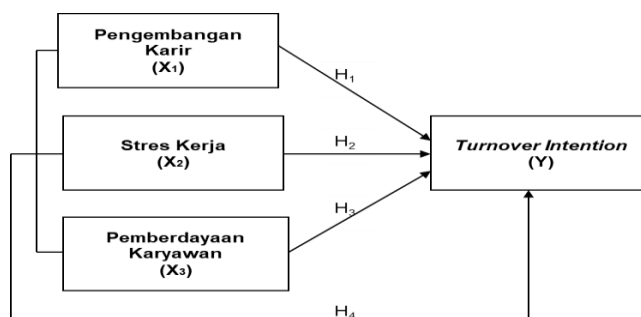 Pengembangan
Karir
(X₁)
H₁
Stres Kerja
(X₂)
H₂
Turnover Intention
(Y)
H₃
Pemberdayaan
Karyawan
(X₃)
H₄